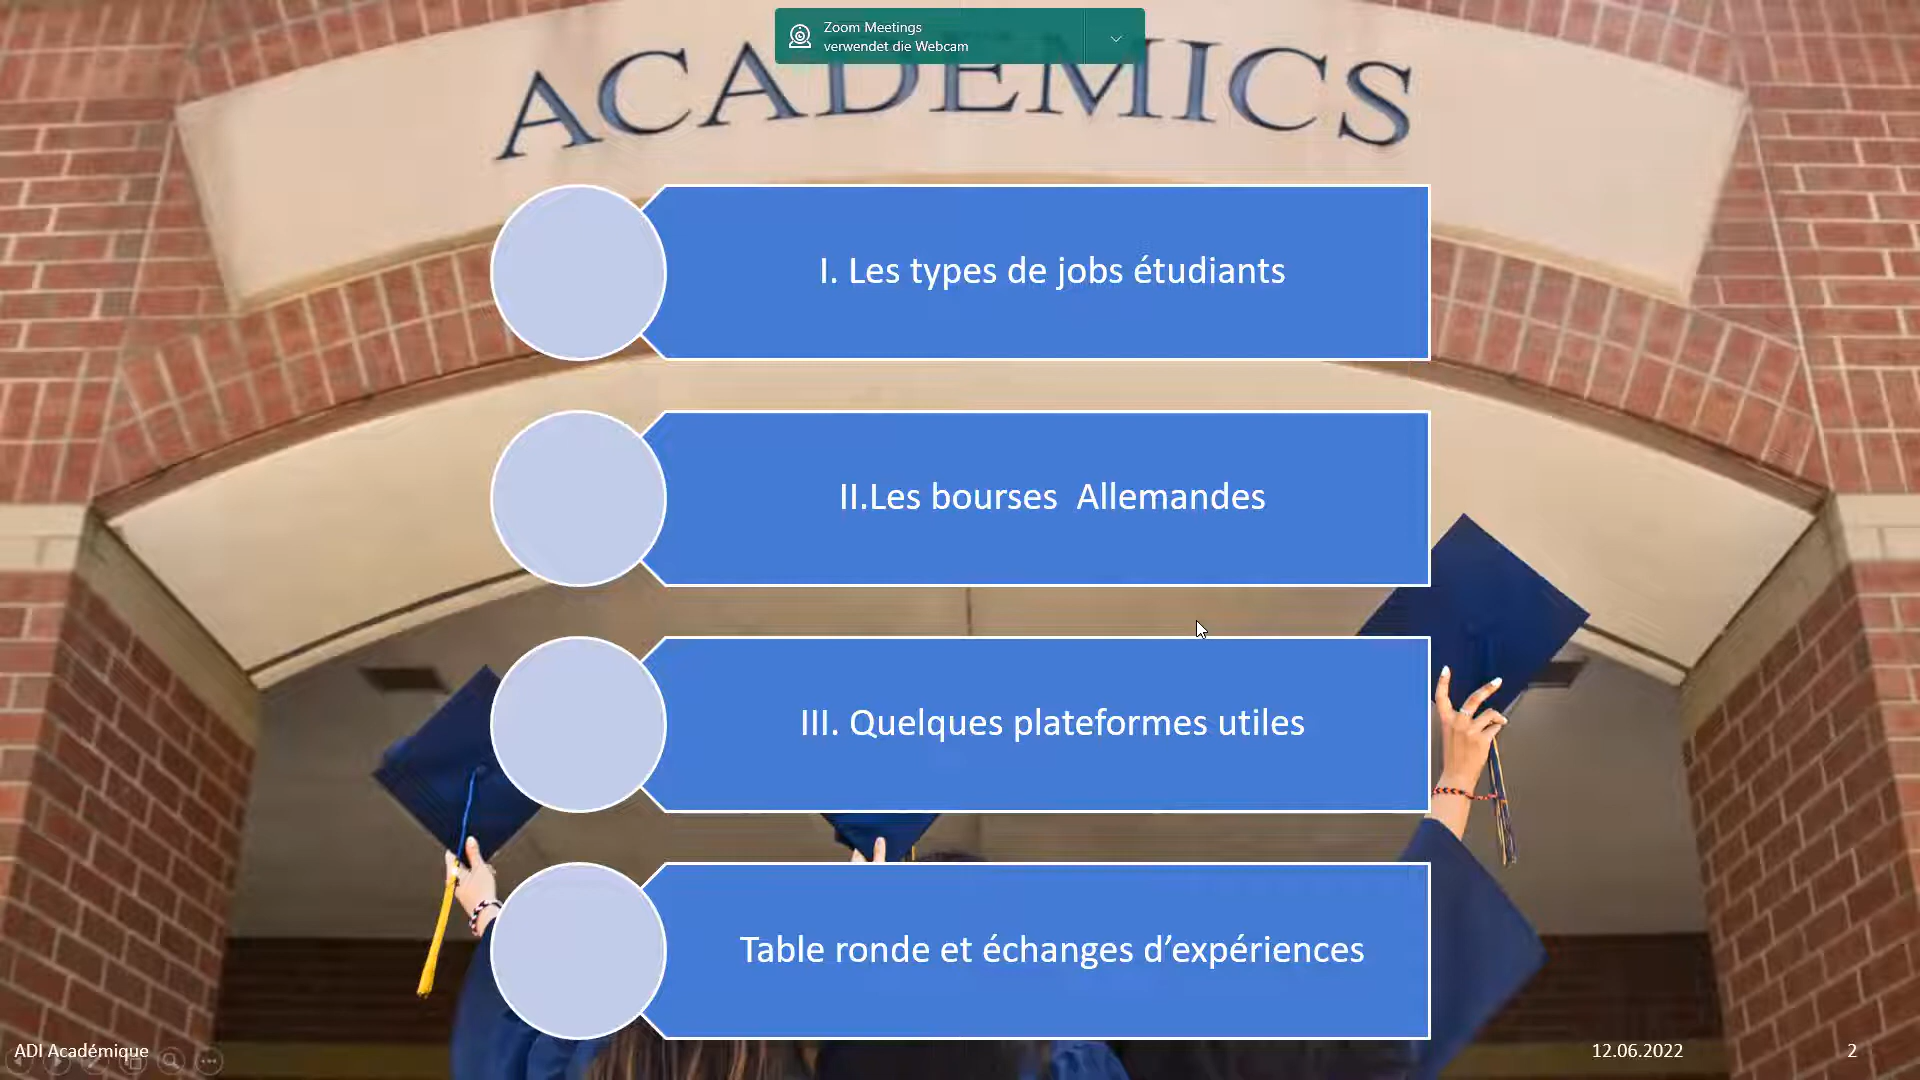 Zoom Meetings
verwendet die Webcam
ACADEMICS
I. Les types de jobs étudiants
II.Les bourses  Allemandes
III. Quelques plateformes utiles
Table ronde et échanges d’expériences
ADI Académique
12.06.2022
2